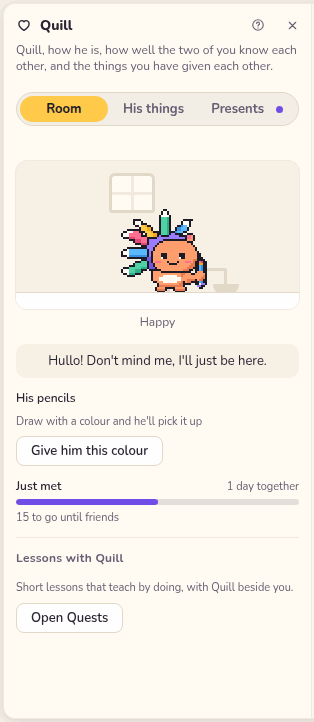 Quill
Quill, how he is, how well the two of you know each
other, and the things you have given each other.
Room
His things
Presents
Happy
Hullo! Don't mind me, I'll just be here.
His pencils
Draw with a colour and he'll pick it up
Give him this colour
Just met
1 day together
15 to go until friends
Lessons with Quill
Short lessons that teach by doing, with Quill beside you.
Open Quests